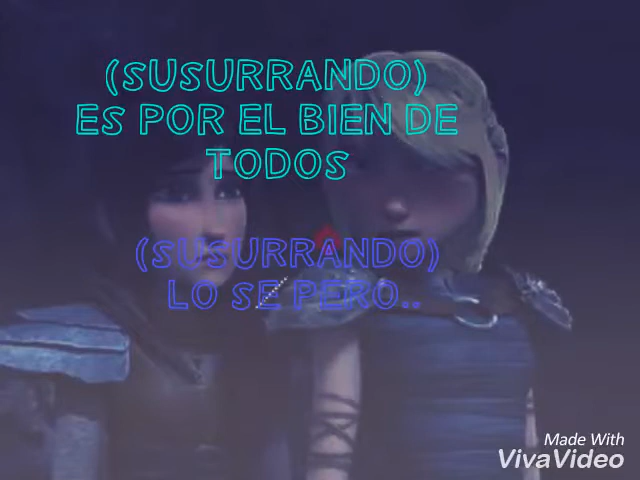 (SUSURRANDO)
ES POR EL BIEN DE
TODOS
(SUSURRANDO)
LO SE PERO..
Made With
VivaVideo